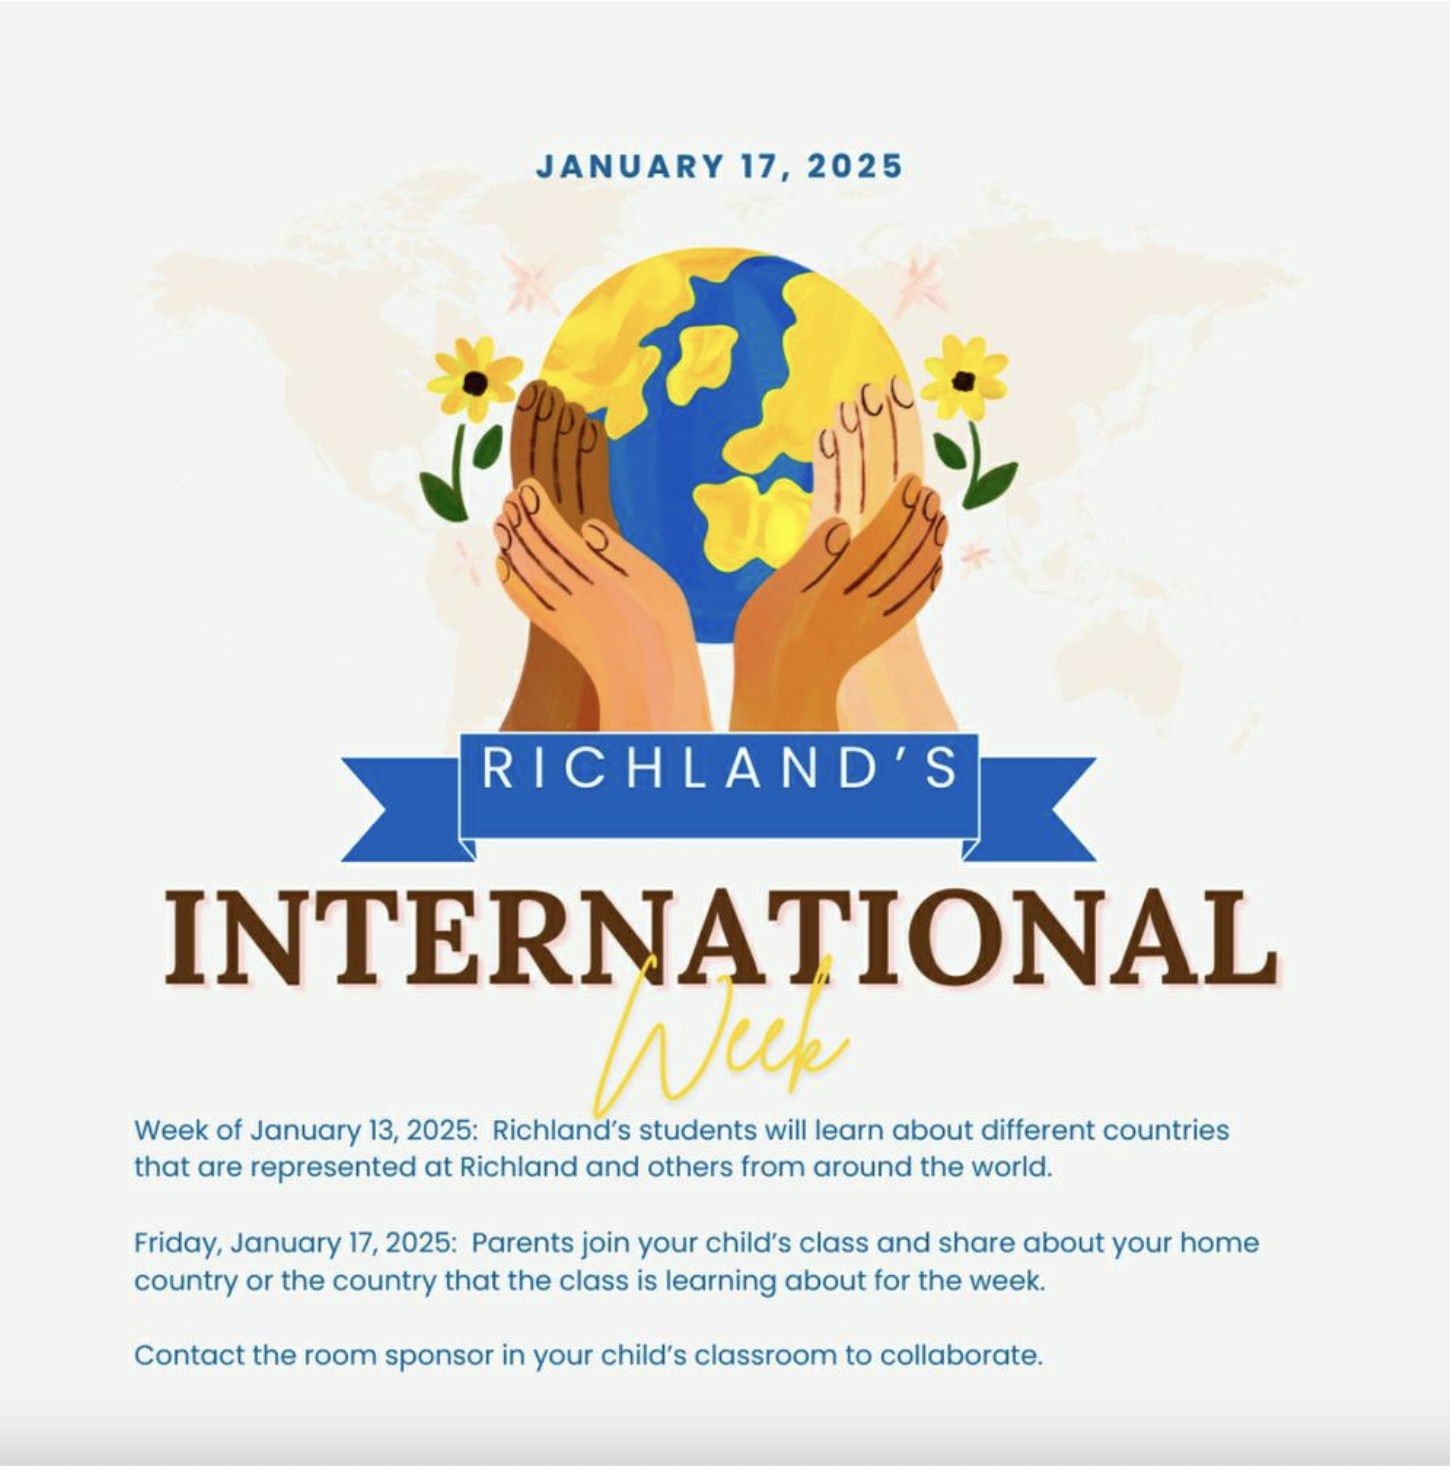 JANUARY 17, 2025
RICHLAND'S
INTERNATIONAL
Week
Week of January 13, 2025:  Richland's students will learn about different countries
that are represented at Richland and others from around the world.
Friday, January 17, 2025:  Parents join your child's class and share about your home
country or the country that the class is learning about for the week.
Contact the room sponsor in your child's classroom to collaborate.